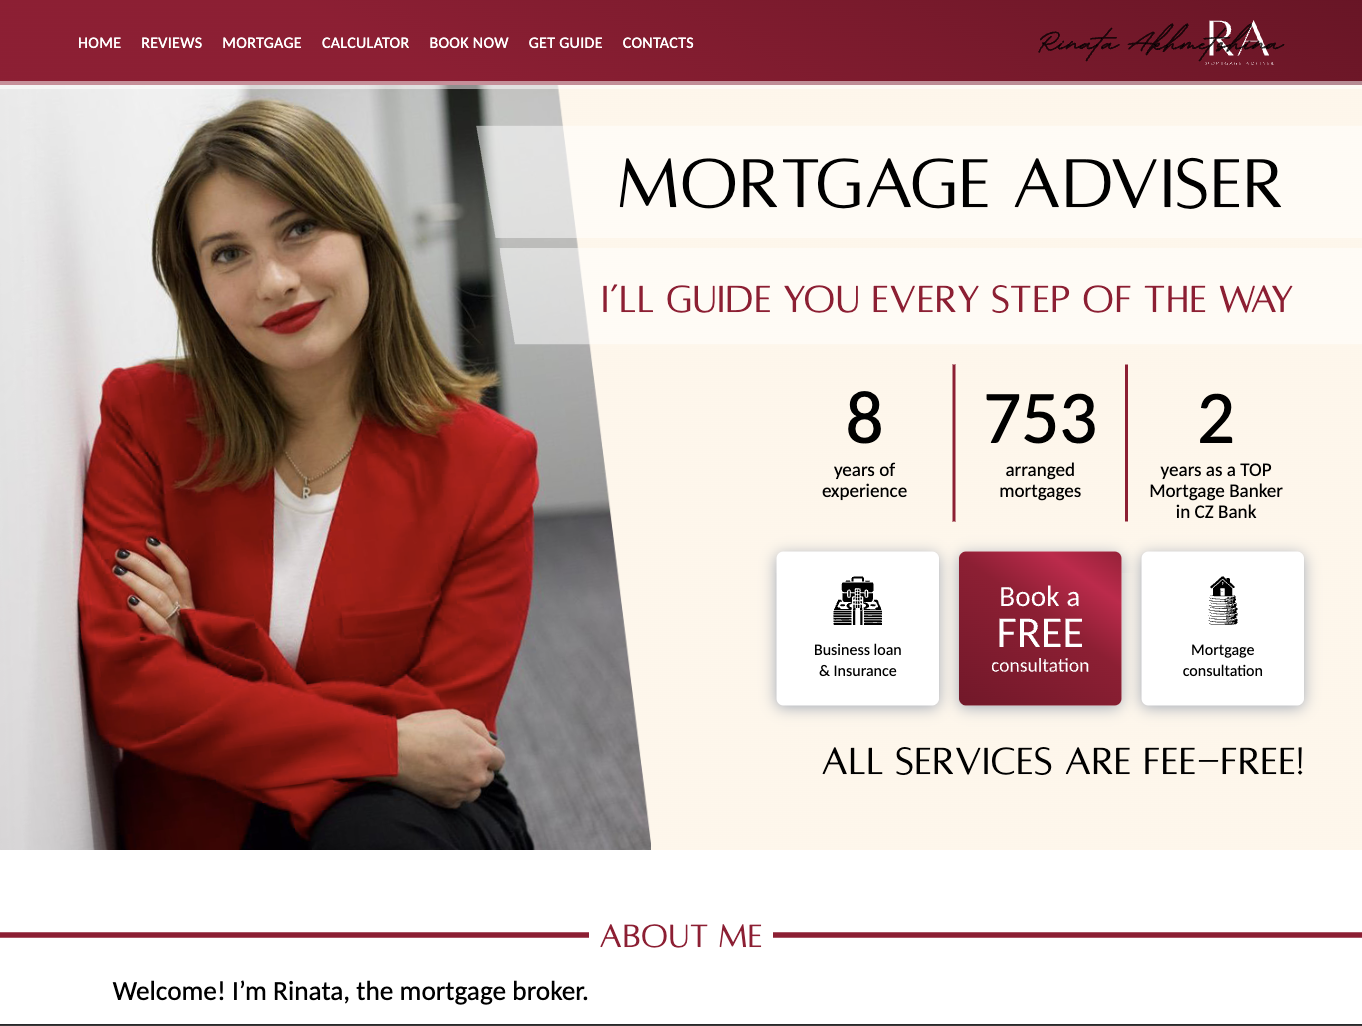 HOME REVIEWS MORTGAGE CALCULATOR BOOK NOW GET GUIDE CONTACTS
Rinata Akhmetshina
RA
MORTGAGE ADVISER
MORTGAGE ADVISER
I'LL GUIDE YOU EVERY STEP OF THE WAY
8
years of
experience
753
arranged
mortgages
2
years as a TOP
Mortgage Banker
in CZ Bank
Business loan
& Insurance
Book a
FREE
consultation
Mortgage
consultation
ALL SERVICES ARE FEE-FREE!
R
ABOUT ME
Welcome! I’m Rinata, the mortgage broker.